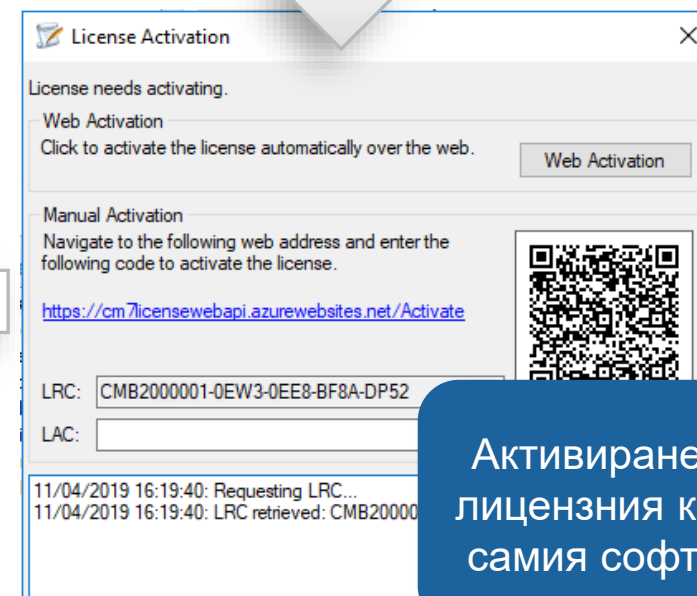 License Activation
License needs activating.
Web Activation
Click to activate the license automatically over the web.
Web Activation
Manual Activation
Navigate to the following web address and enter the
following code to activate the license.
https://cm7licensewebapi.azurewebsites.net/Activate
LRC: CMB2000001-0EW3-0EE8-BF8A-DP52
LAC:
11/04/2019 16:19:40: Requesting LRC...
11/04/2019 16:19:40: LRC retrieved: CMB20000
Активиране
лицензния к
самия софт